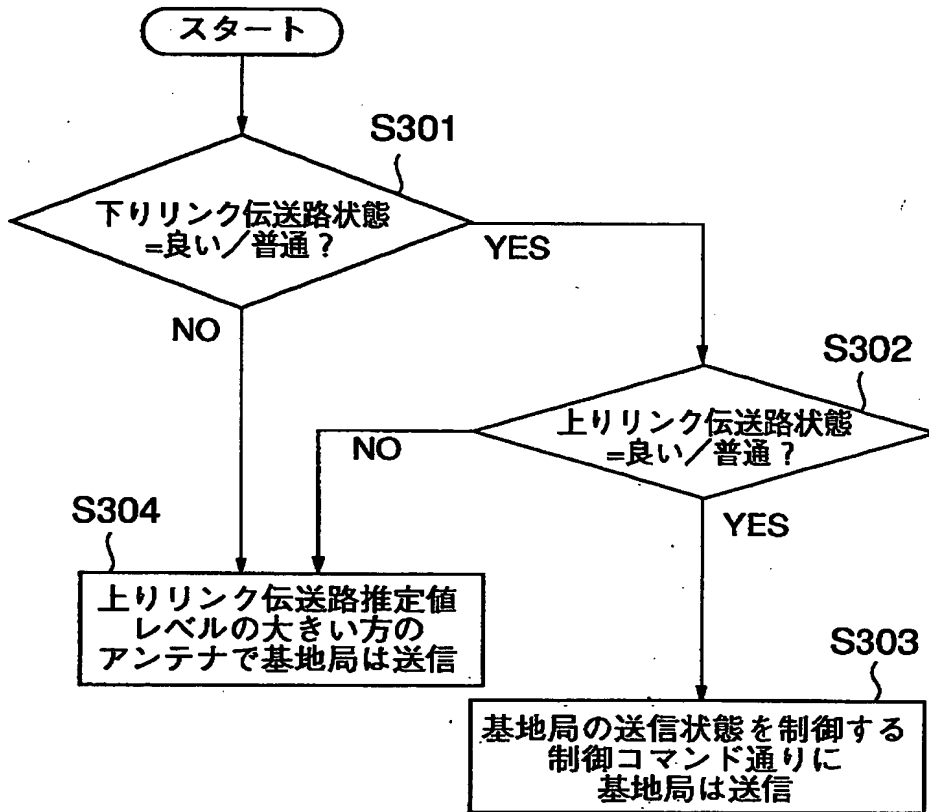 スタート
S301
下りリンク伝送路状態
=良い／普通？
YES
NO
S302
上りリンク伝送路状態
=良い／普通？
NO
YES
S304
上りリンク伝送路推定値
レベルの大きい方の
アンテナで基地局は送信
S303
基地局の送信状態を制御する
制御コマンド通りに
基地局は送信